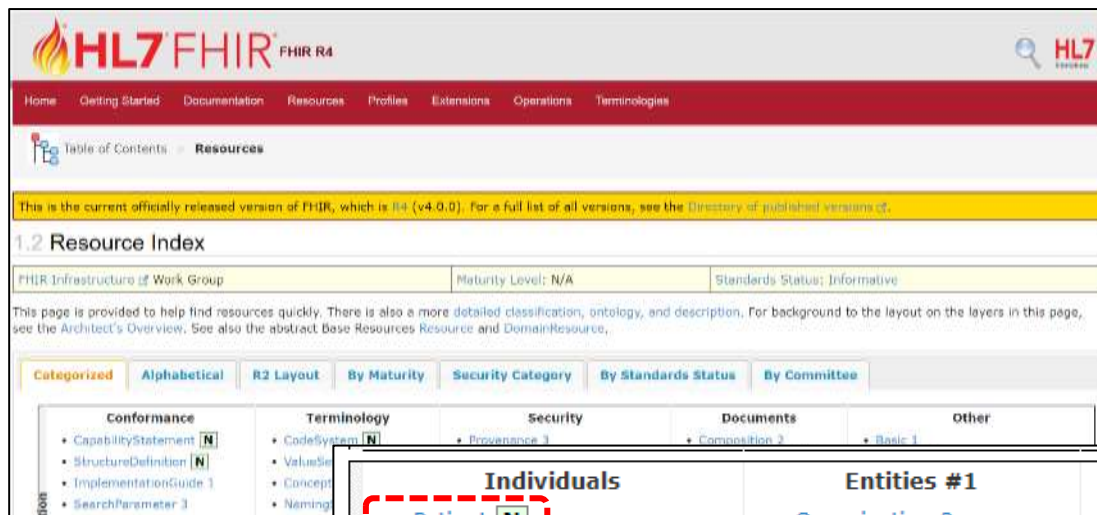 HL7 FHIR FHIR R4
HL7
Home Getting Started Documentation Resources Profiles Extensions Operations Terminologies
Table of Contents Resources
This is the current officially released version of FHIR, which is R4 (v4.0.0). For a full list of all versions, see the Directory of published versions.
1.2 Resource Index
FHIR Infrastructure Work Group Maturity Level: N/A Standards Status: Informative
This page is provided to help find resources quickly. There is also a more detailed classification, ontology, and description. For background to the layout on the layers in this page,
see the Architect's Overview. See also the abstract Base Resources Resource and DomainResource.
Categorized Alphabetical R2 Layout By Maturity Security Category By Standards Status By Committee
Conformance Terminology Security Documents Other
• CapabilityStatement N • CodeSystem N • Provenance 3 • Composition 2 • Basic 1
• StructureDefinition N • ValueSe
• ImplementationGuide 1 • Concept
• SearchParameter 3 • Naming
Individuals Entities #1